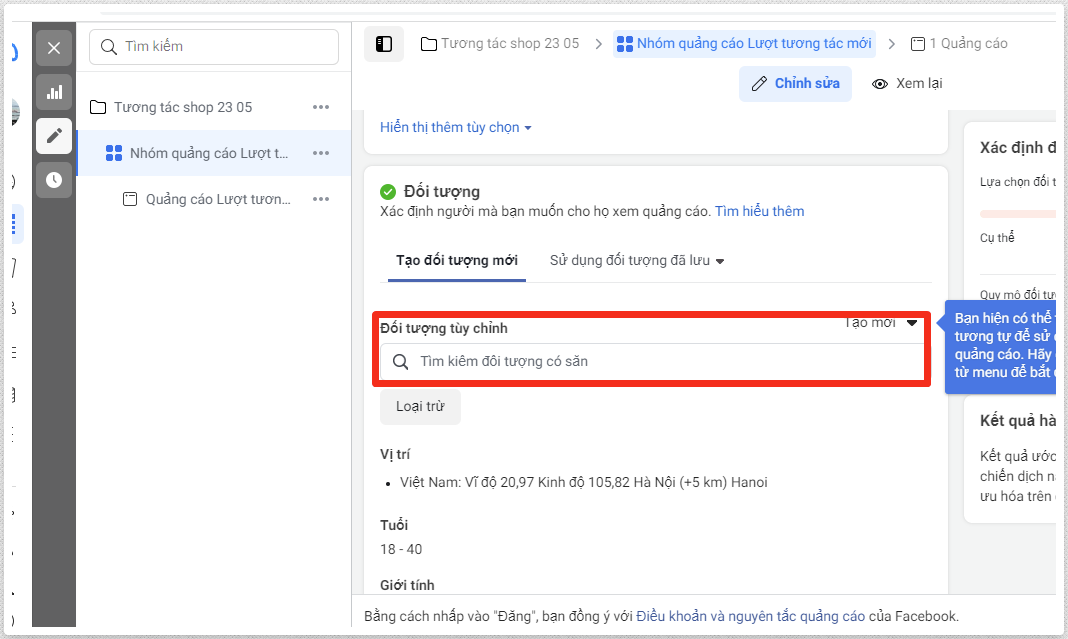 Tìm kiếm
Tương tác shop 23 05
Nhóm quảng cáo Lượt t...
Quảng cáo Lượt tươn...
Tương tác shop 23 05
Nhóm quảng cáo Lượt tương tác mới
1 Quảng cáo
Chỉnh sửa
Xem lại
Hiển thị thêm tùy chọn
Đối tượng
Xác định người mà bạn muốn cho họ xem quảng cáo. Tìm hiểu thêm
Tạo đối tượng mới
Sử dụng đối tượng đã lưu
Đối tượng tùy chỉnh
Tạo mới
Tìm kiếm đối tượng có sẵn
Loại trừ
Vị trí
Việt Nam: Vĩ độ 20,97 Kinh độ 105,82 Hà Nội (+5 km) Hanoi
Tuổi
18 - 40
Giới tính
Bằng cách nhấp vào "Đăng", bạn đồng ý với Điều khoản và nguyên tắc quảng cáo của Facebook.
Xác định đ
Lựa chọn đối t
Cụ thể
Quy mô đối tư
Bạn hiện có thể
tương tự để sử
quảng cáo. Hãy
từ menu để bắt
Kết quả hà
Kết quả ước
chiến dịch n
ưu hóa trên